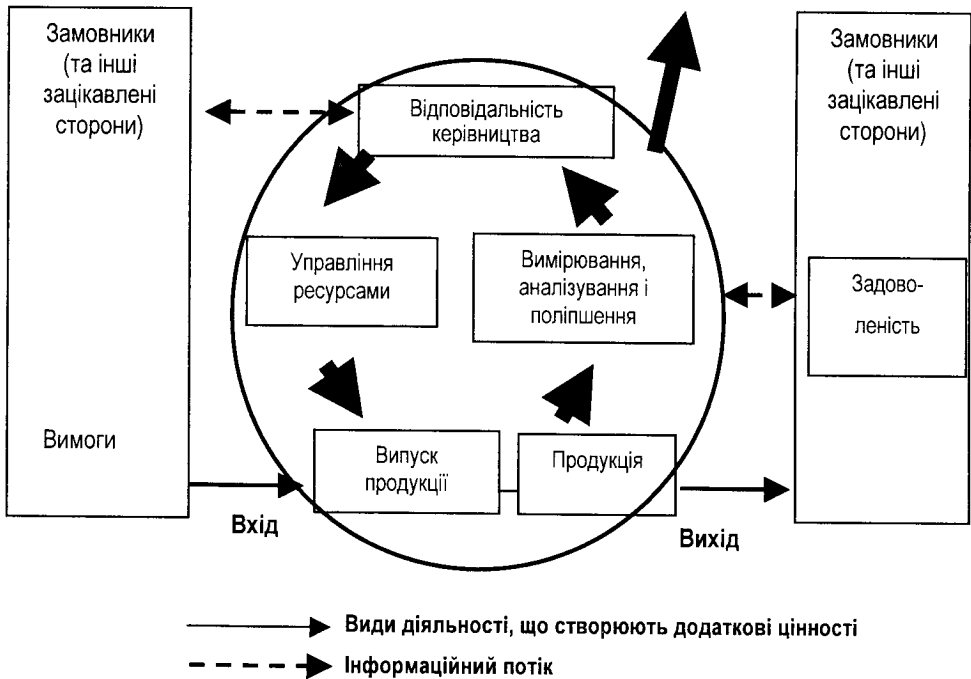 Замовники
(та інші
зацікавлені
сторони)
Вимоги
Відповідальність
керівництва
Управління
ресурсами
Вимірювання,
аналізування і
поліпшення
Випуск
продукції
Продукція
Вхід
Вихід
Замовники
(та інші
зацікавлені
сторони)
Задово-
леність
Види діяльності, що створюють додаткові цінності
Інформаційний потік